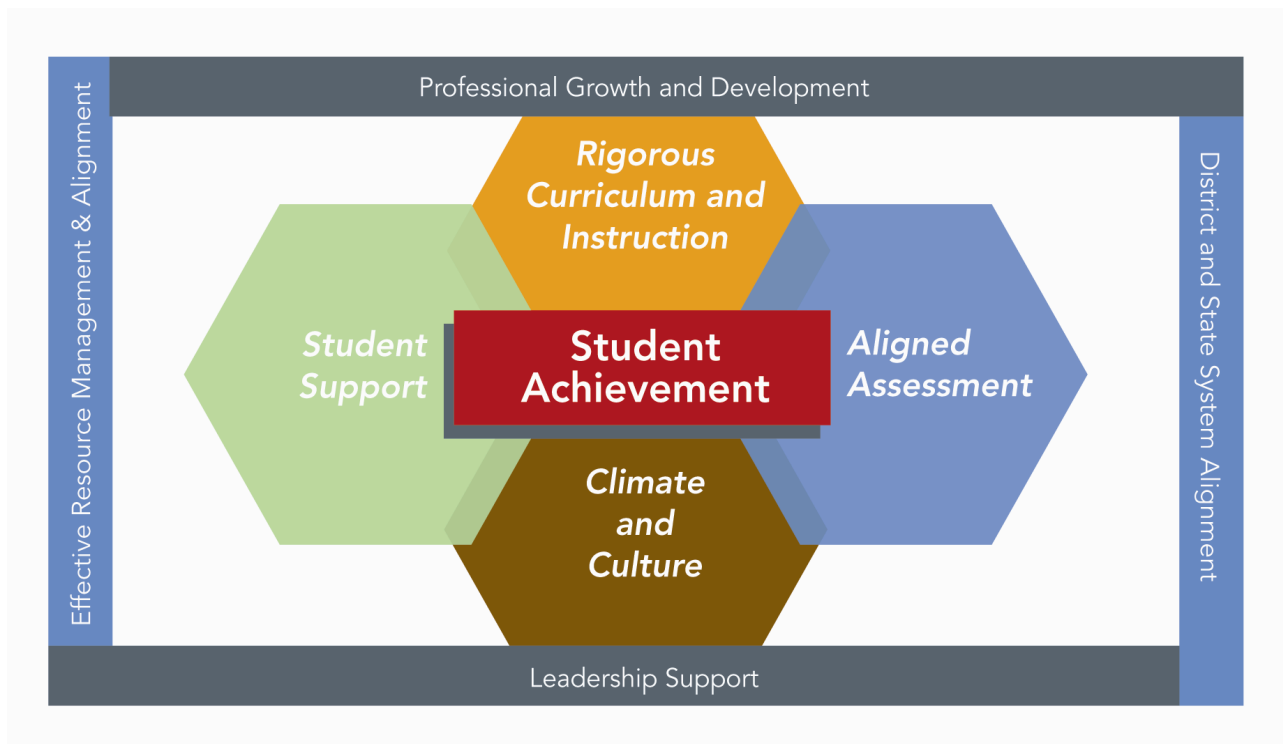 Professional Growth and Development
Effective Resource Management & Alignment
Rigorous
Curriculum and
Instruction
Student
Support
Student
Achievement
Aligned
Assessment
District and State System Alignment
Climate
and
Culture
Leadership Support